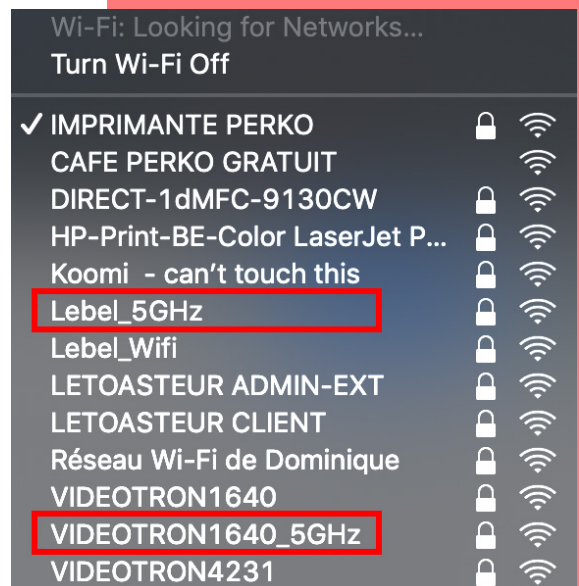 Wi-Fi: Looking for Networks...
Turn Wi-Fi Off
IMPRIMANTE PERKO
CAFE PERKO GRATUIT
DIRECT-1dMFC-9130CW
HP-Print-BE-Color LaserJet P...
Koomi - can't touch this
Lebel_5GHz
Lebel_Wifi
LETOASTEUR ADMIN-EXT
LETOASTEUR CLIENT
Réseau Wi-Fi de Dominique
VIDEOTRON1640
VIDEOTRON1640_5GHz
VIDEOTRON4231